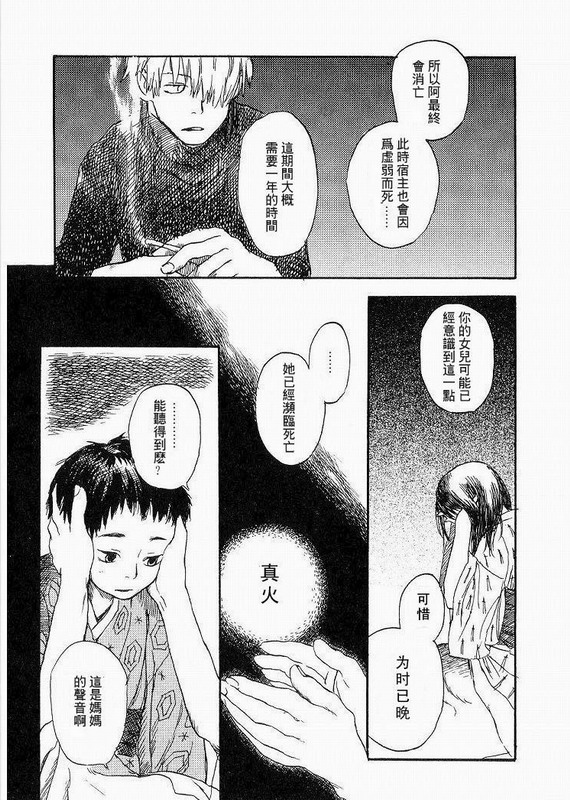 所以阿最終
會消亡
此時宿主也會因
爲虛弱而死……
這期間大概
需要一年的時間
你的女兒可能已
經意識到這一點
可惜
为时已晚
……
她已經瀕臨死亡
真火
………
能聽得到麽?
這是媽媽
的聲音啊